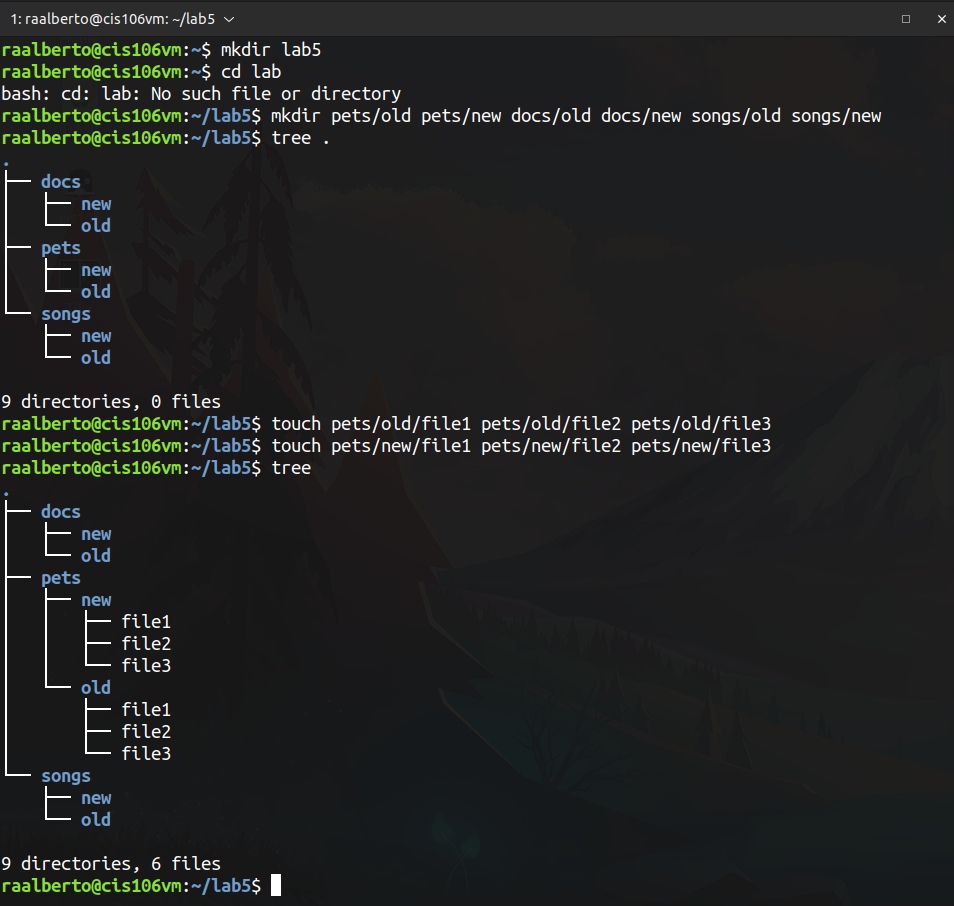 1: raalberto@cis106vm: ~/lab5
raalberto@cis106vm:~$ mkdir lab5
raalberto@cis106vm:~$ cd lab
bash: cd: lab: No such file or directory
raalberto@cis106vm:~/lab5$ mkdir pets/old pets/new docs/old docs/new songs/old songs/new
raalberto@cis106vm:~/lab5$ tree .
.
├── docs
│   ├── new
│   └── old
├── pets
│   ├── new
│   └── old
└── songs
    ├── new
    └── old
9 directories, 0 files
raalberto@cis106vm:~/lab5$ touch pets/old/file1 pets/old/file2 pets/old/file3
raalberto@cis106vm:~/lab5$ touch pets/new/file1 pets/new/file2 pets/new/file3
raalberto@cis106vm:~/lab5$ tree
.
├── docs
│   ├── new
│   └── old
├── pets
│   ├── new
│   │   ├── file1
│   │   ├── file2
│   │   └── file3
│   └── old
│       ├── file1
│       ├── file2
│       └── file3
└── songs
    ├── new
    └── old
9 directories, 6 files
raalberto@cis106vm:~/lab5$